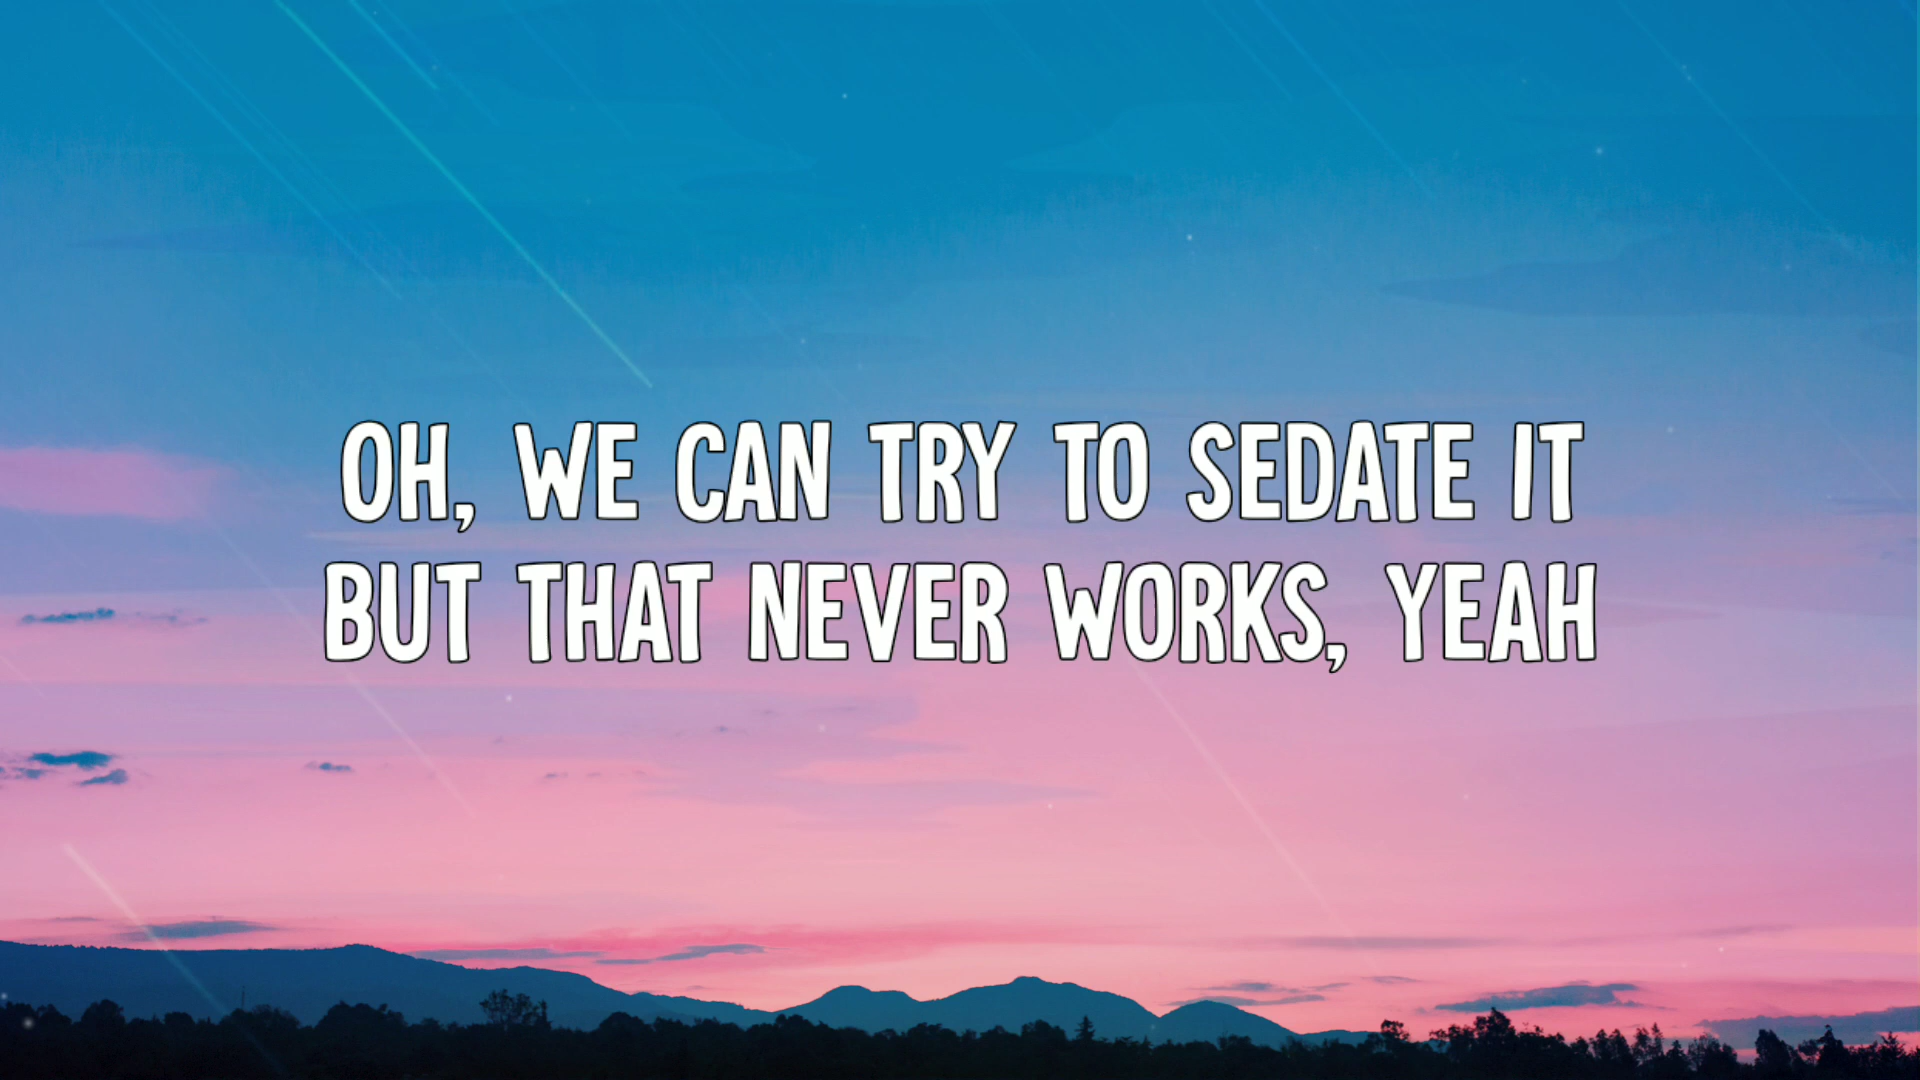 OH, WE CAN TRY TO SEDATE IT
BUT THAT NEVER WORKS, YEAH